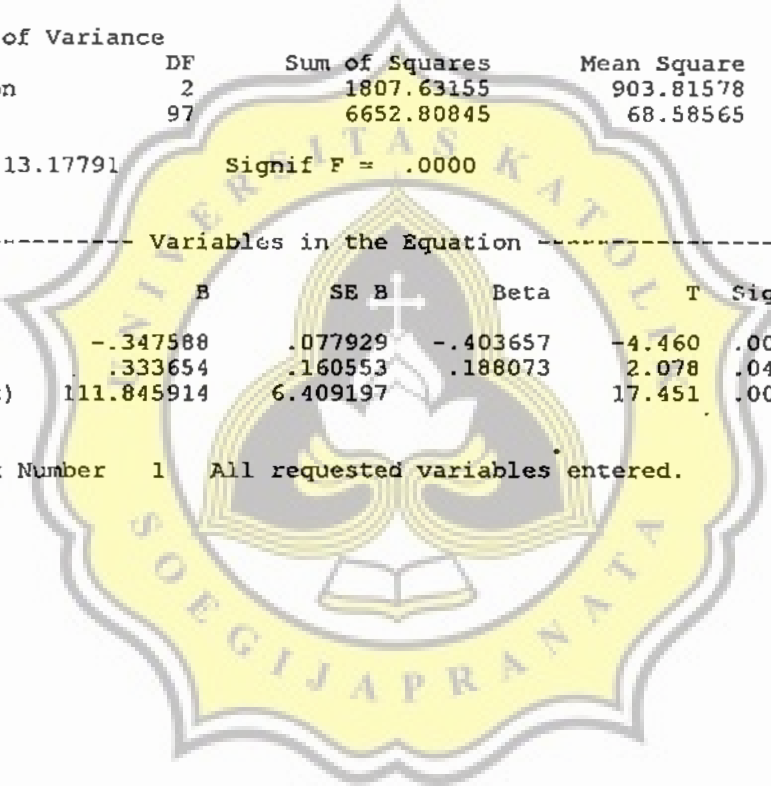 of Variance
DF Sum of Squares Mean Square
on 2 1807.63155 903.81578
97 6652.80845 68.58565
13.17791 Signif F = .0000
---------- Variables in the Equation ----------
B SE B Beta T Sig
-.347588 .077929 -.403657 -4.460 .00
.333654 .160553 .188073 2.078 .04
) 111.845914 6.409197 17.451 .00
Number 1 All requested variables entered.
UNIVERSITAS KATOLIK
SOEGIJAPRANATA